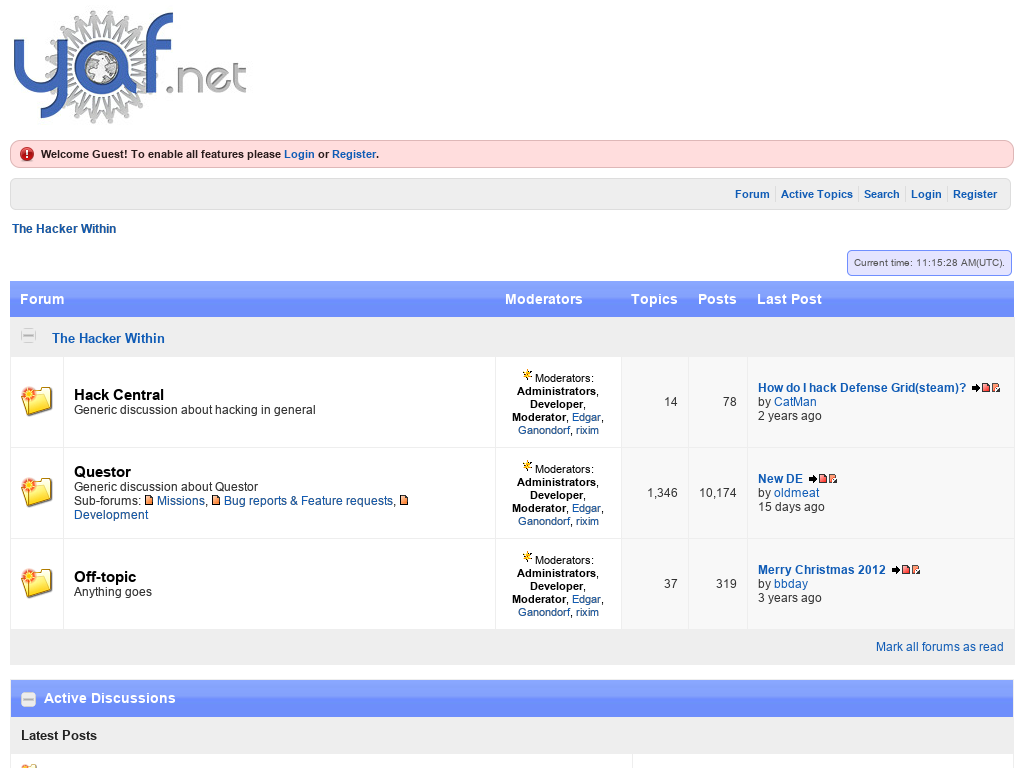 yaf.net
Welcome Guest! To enable all features please Login or Register.
Forum Active Topics Search Login Register
The Hacker Within
Current time: 11:15:28 AM(UTC).
Forum Moderators Topics Posts Last Post
The Hacker Within
Hack Central
Generic discussion about hacking in general
Moderators:
Administrators,
Developer,
Moderator, Edgar,
Ganondorf, rixim
14
78
How do I hack Defense Grid(steam)?
by CatMan
2 years ago
Questor
Generic discussion about Questor
Sub-forums: Missions, Bug reports & Feature requests,
Development
Moderators:
Administrators,
Developer,
Moderator, Edgar,
Ganondorf, rixim
1,346
10,174
New DE
by oldmeat
15 days ago
Off-topic
Anything goes
Moderators:
Administrators,
Developer,
Moderator, Edgar,
Ganondorf, rixim
37
319
Merry Christmas 2012
by bbday
3 years ago
Mark all forums as read
Active Discussions
Latest Posts